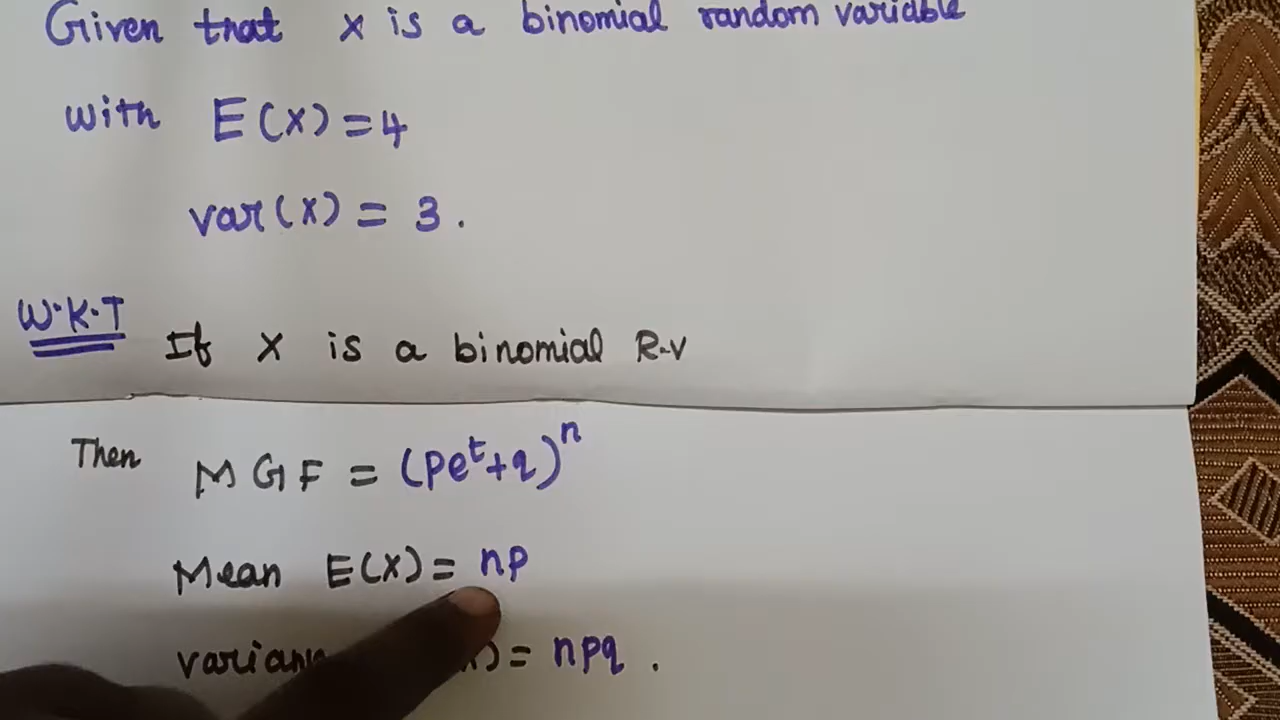 Given that X is a binomial random variable
with E(X) = 4
var(X) = 3 .
W.K.T If X is a binomial R.V
Then MGF = (pe^t+q)^n
Mean E(X) = np
) = npq .